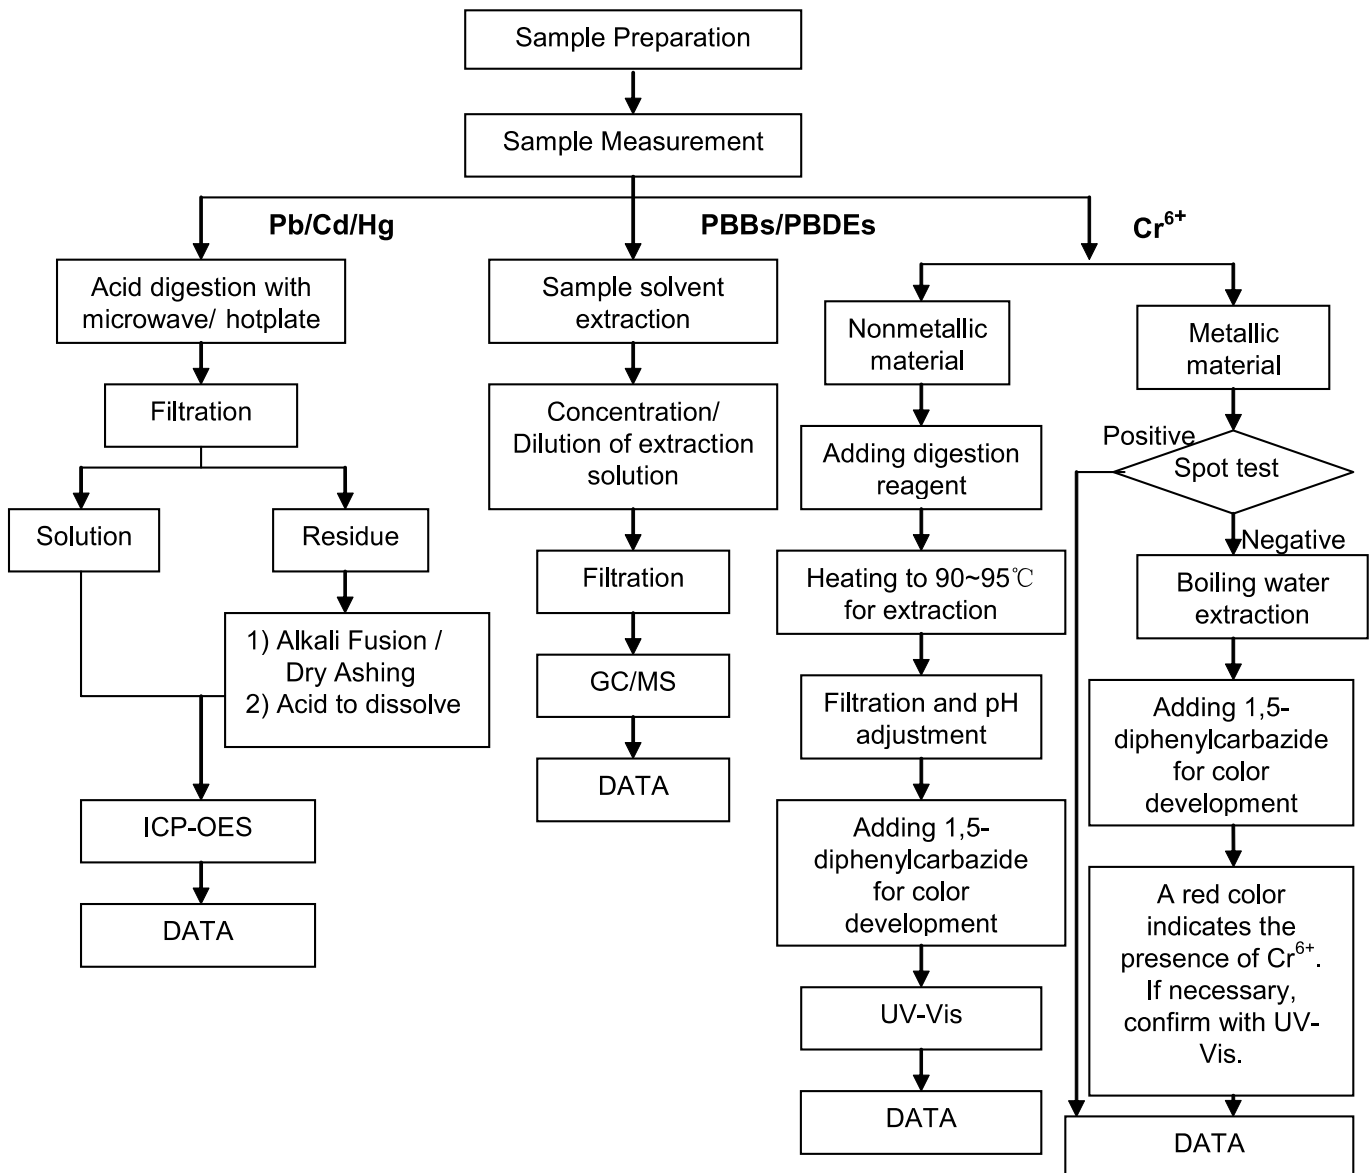 Sample Preparation
Sample Measurement
Pb/Cd/Hg
PBBs/PBDEs
Cr⁶⁺
Acid digestion with
microwave/ hotplate
Filtration
Solution
Residue
1) Alkali Fusion /
Dry Ashing
2) Acid to dissolve
ICP-OES
DATA
Sample solvent
extraction
Concentration/
Dilution of extraction
solution
Filtration
GC/MS
DATA
Nonmetallic
material
Adding digestion
reagent
Heating to 90~95℃
for extraction
Filtration and pH
adjustment
Adding 1,5-
diphenylcarbazide
for color
development
UV-Vis
DATA
Metallic
material
Positive
Spot test
Negative
Boiling water
extraction
Adding 1,5-
diphenylcarbazide
for color
development
A red color
indicates the
presence of Cr⁶⁺.
If necessary,
confirm with UV-
Vis.
DATA